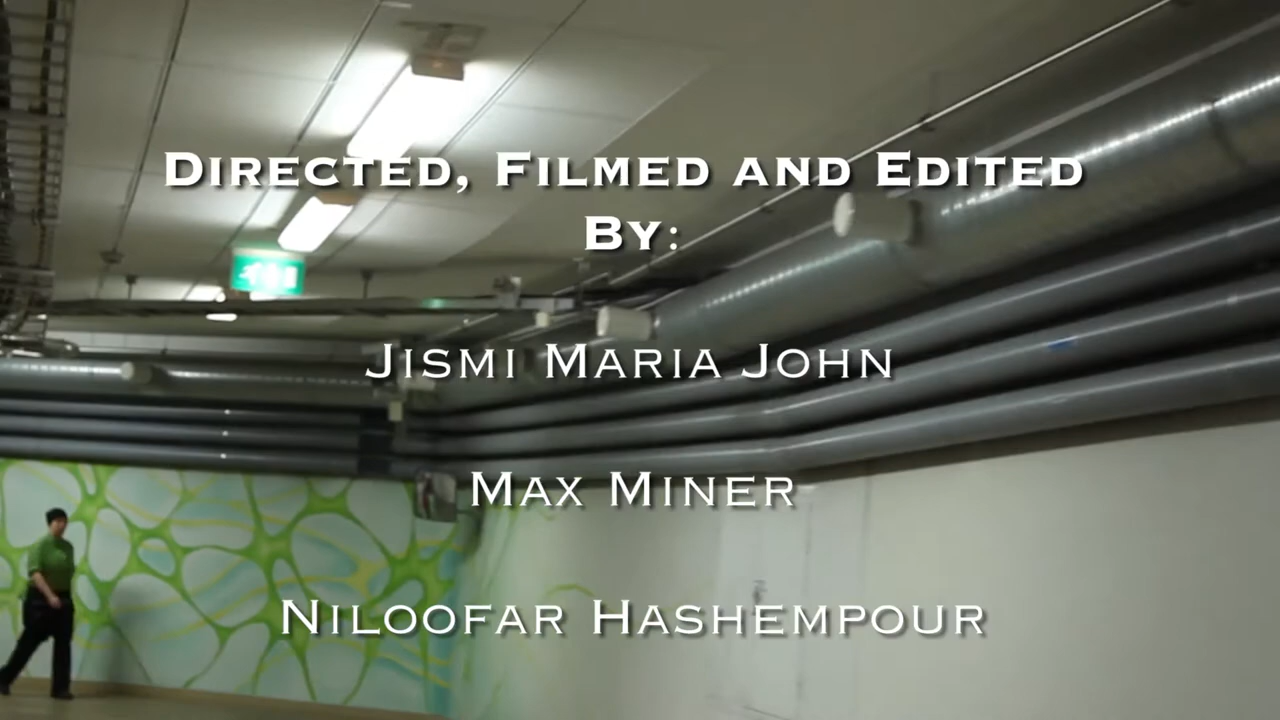 Directed, Filmed and Edited
By:
Jismi Maria John
Max Miner
Niloofar Hashempour